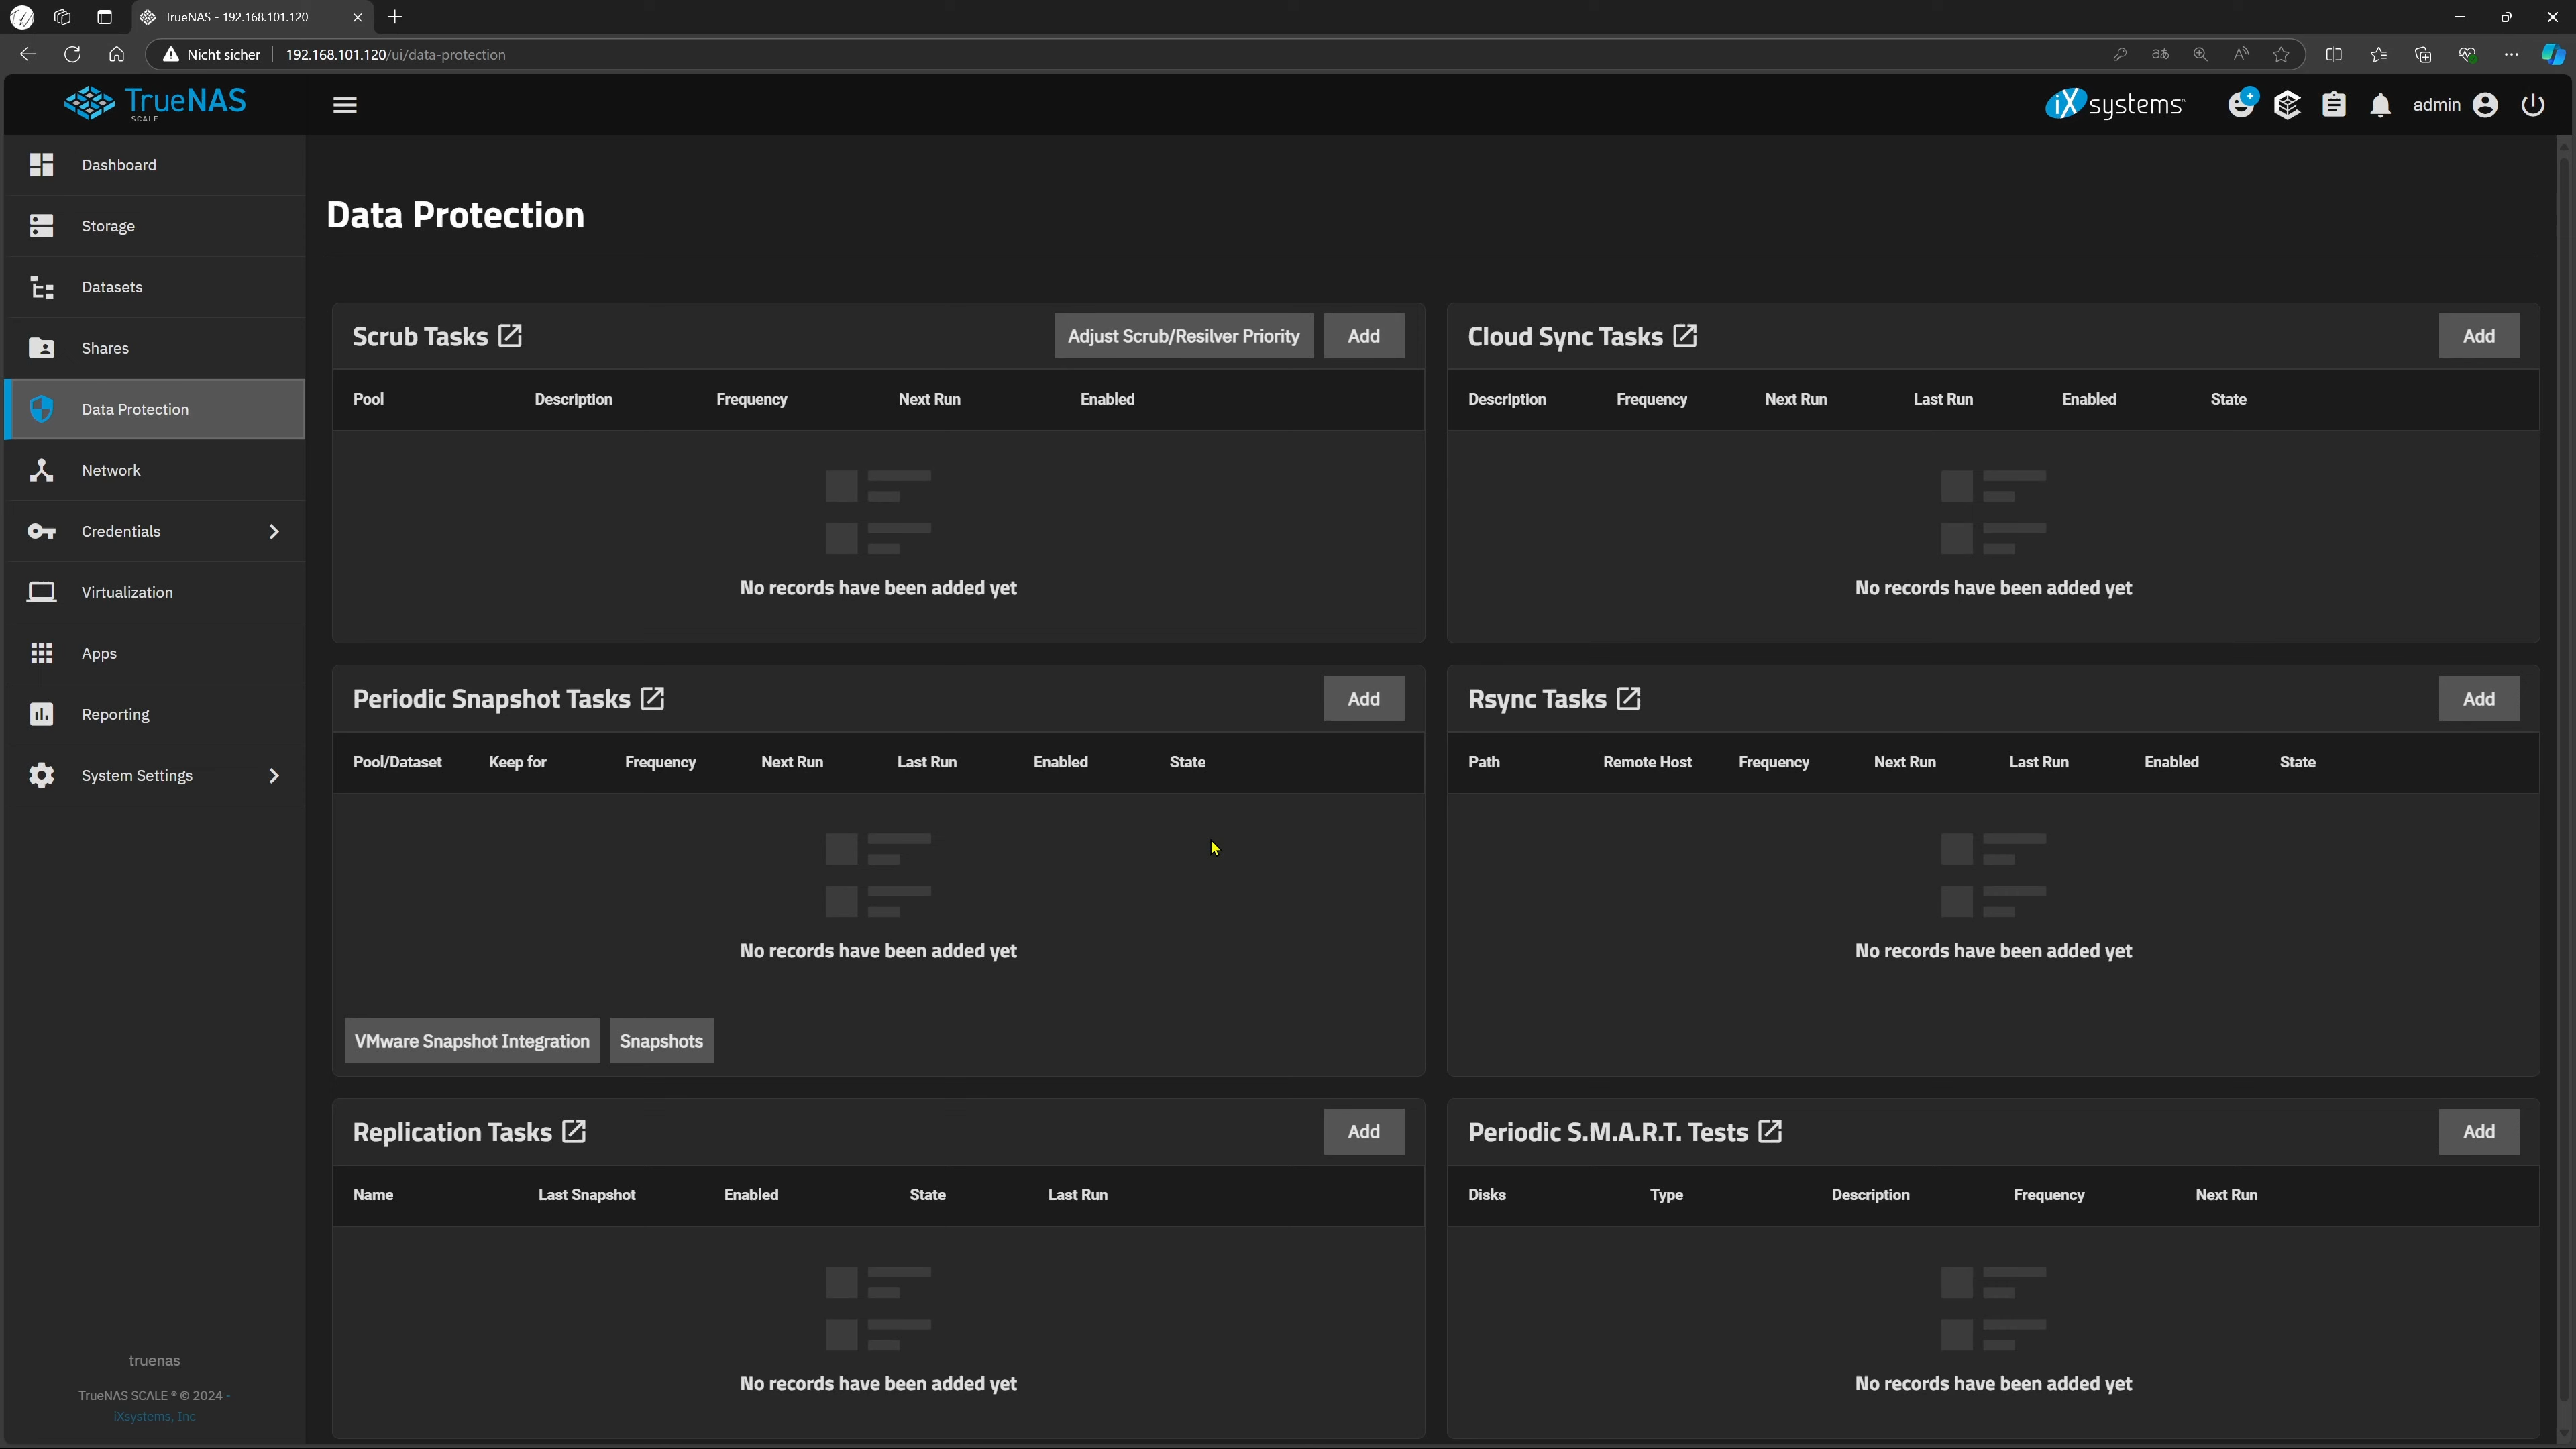 TrueNAS - 192.168.101.120
Nicht sicher 192.168.101.120/ui/data-protection
TrueNAS
SCALE
iXsystems™
admin
Dashboard
Storage
Datasets
Shares
Data Protection
Network
Credentials
Virtualization
Apps
Reporting
System Settings
truenas
TrueNAS SCALE ® © 2024 -
iXsystems, Inc
Data Protection
Scrub Tasks
Adjust Scrub/Resilver Priority
Add
Pool Description Frequency Next Run Enabled
No records have been added yet
Cloud Sync Tasks
Add
Description Frequency Next Run Last Run Enabled State
No records have been added yet
Periodic Snapshot Tasks
Add
Pool/Dataset Keep for Frequency Next Run Last Run Enabled State
No records have been added yet
VMware Snapshot Integration
Snapshots
Rsync Tasks
Add
Path Remote Host Frequency Next Run Last Run Enabled State
No records have been added yet
Replication Tasks
Add
Name Last Snapshot Enabled State Last Run
No records have been added yet
Periodic S.M.A.R.T. Tests
Add
Disks Type Description Frequency Next Run
No records have been added yet